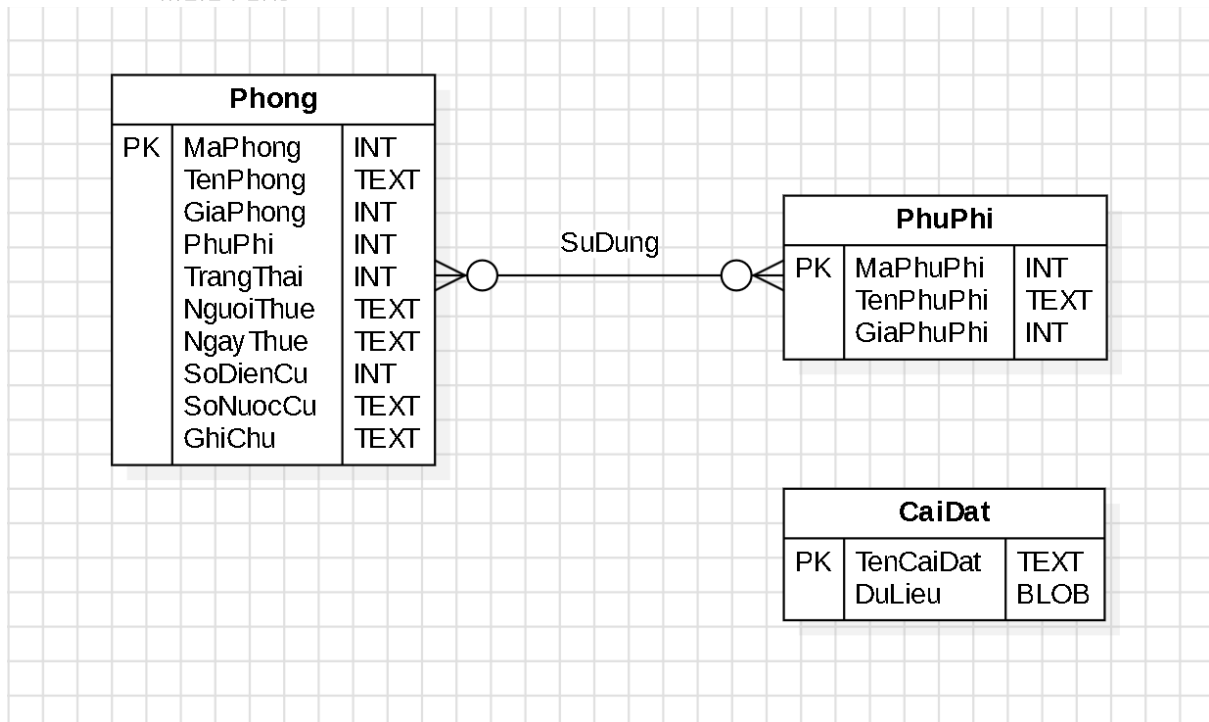 Phong
PK MaPhong INT
TenPhong TEXT
GiaPhong INT
PhuPhi INT
TrangThai INT
NguoiThue TEXT
NgayThue TEXT
SoDienCu INT
SoNuocCu TEXT
GhiChu TEXT
SuDung
PhuPhi
PK MaPhuPhi INT
TenPhuPhi TEXT
GiaPhuPhi INT
CaiDat
PK TenCaiDat TEXT
DuLieu BLOB